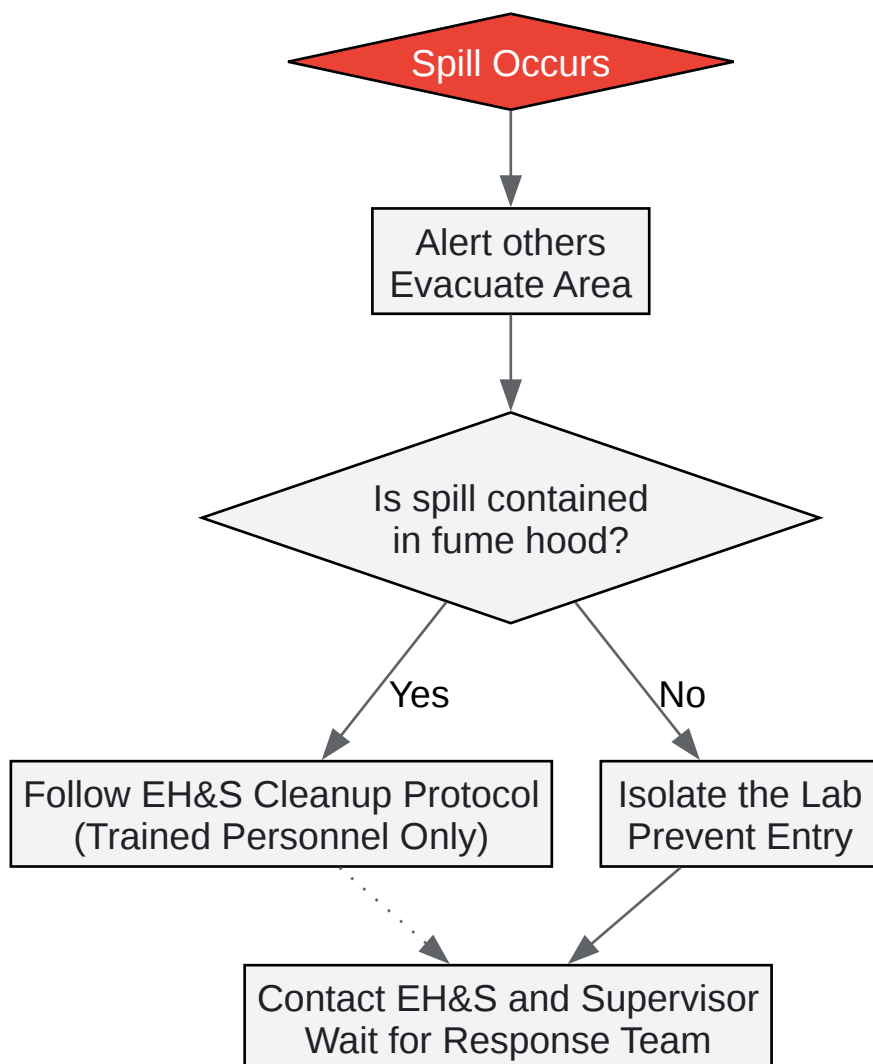 Spill Occurs
Alert others
Evacuate Area
Is spill contained
in fume hood?
Yes
No
Follow EH&S Cleanup Protocol
(Trained Personnel Only)
Isolate the Lab
Prevent Entry
Contact EH&S and Supervisor
Wait for Response Team